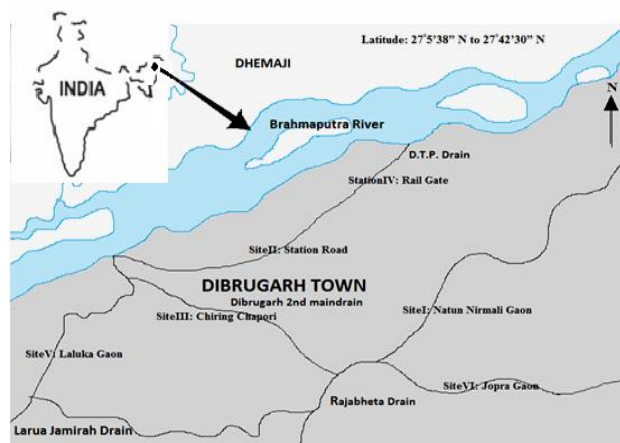 Latitude: 27°5'38" N to 27°42'30" N
DHEMAJI
INDIA
N
Brahmaputra River
D.T.P. Drain
StationIV: Rail Gate
SiteII: Station Road
DIBRUGARH TOWN
Dibrugarh 2nd maindrain
SiteIII: Chiring Chapori
SiteI: Natun Nirmali Gaon
SiteV: Laluka Gaon
SiteVI: Jopra Gaon
Rajabheta Drain
Larua Jamirah Drain